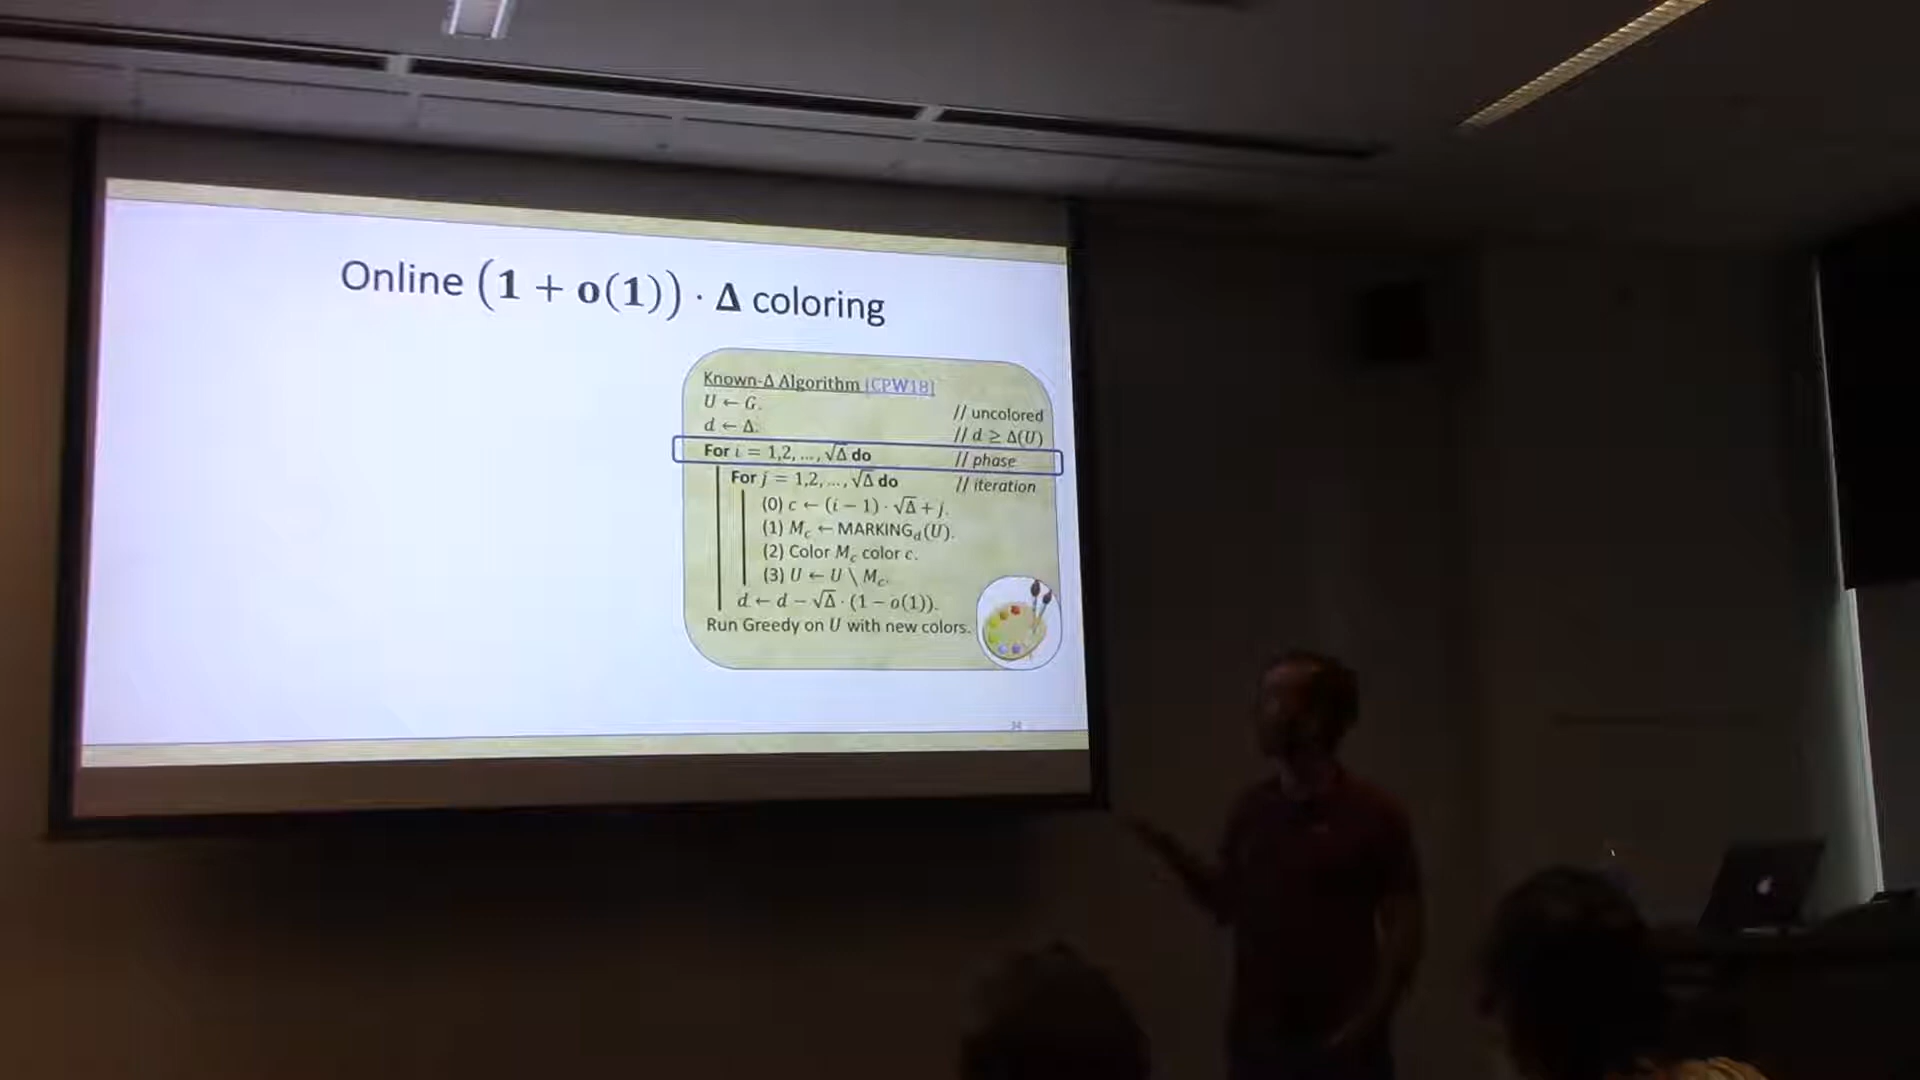 Online (1 + o(1)) · Δ coloring
Known-Δ Algorithm [CPW18]
U ← G. // uncolored
d ← Δ. // d ≥ Δ(U)
For i = 1,2, …, √Δ do // phase
For j = 1,2, …, √Δ do // iteration
(0) c ← (i − 1) · √Δ + j.
(1) M_c ← MARKING_d(U).
(2) Color M_c color c.
(3) U ← U \ M_c.
d ← d − √Δ · (1 − o(1)).
Run Greedy on U with new colors.